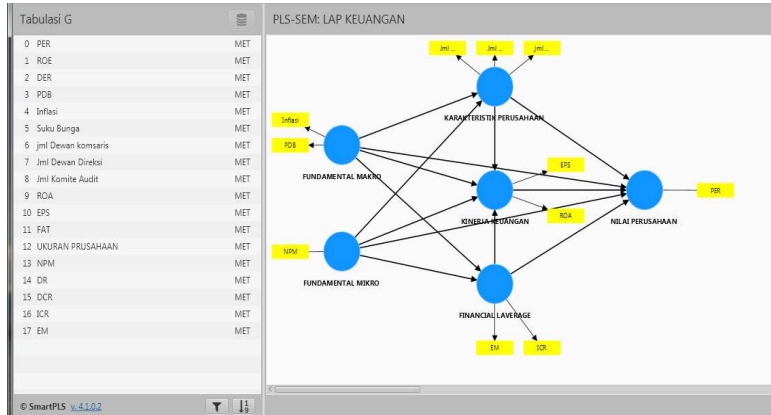 Tabulasi G
0 PER MET
1 ROE MET
2 DER MET
3 PDB MET
4 Inflasi MET
5 Suku Bunga MET
6 jml Dewan komsaris MET
7 Jml Dewan Direksi MET
8 Jml Komite Audit MET
9 ROA MET
10 EPS MET
11 FAT MET
12 UKURAN PRUSAHAAN MET
13 NPM MET
14 DR MET
15 DCR MET
16 ICR MET
17 EM MET
© SmartPLS v. 4.1.0.2
PLS-SEM: LAP KEUANGAN
Jml ... Jml ... jml ...
KARAKTERISTIK PERUSAHAAN
Inflasi
PDB
FUNDAMENTAL MAKRO
EPS
ROA
KINERJA KEUANGAN
PER
NILAI PERUSAHAAN
NPM
FUNDAMENTAL MIKRO
FINANCIAL LAVERAGE
EM ICR